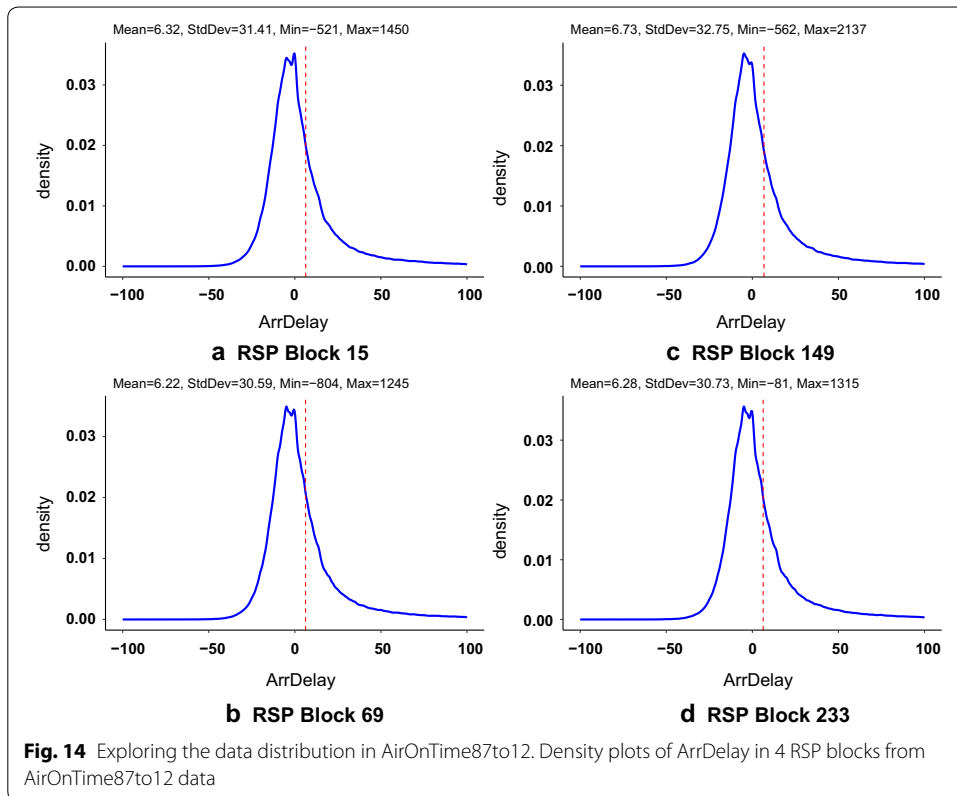 Mean=6.32, StdDev=31.41, Min=−521, Max=1450
density
0.03
0.02
0.01
0.00
−100 −50 0 50 100
ArrDelay
a RSP Block 15
Mean=6.73, StdDev=32.75, Min=−562, Max=2137
density
0.03
0.02
0.01
0.00
−100 −50 0 50 100
ArrDelay
c RSP Block 149
Mean=6.22, StdDev=30.59, Min=−804, Max=1245
density
0.03
0.02
0.01
0.00
−100 −50 0 50 100
ArrDelay
b RSP Block 69
Mean=6.28, StdDev=30.73, Min=−81, Max=1315
density
0.03
0.02
0.01
0.00
−100 −50 0 50 100
ArrDelay
d RSP Block 233
Fig. 14 Exploring the data distribution in AirOnTime87to12. Density plots of ArrDelay in 4 RSP blocks from
AirOnTime87to12 data